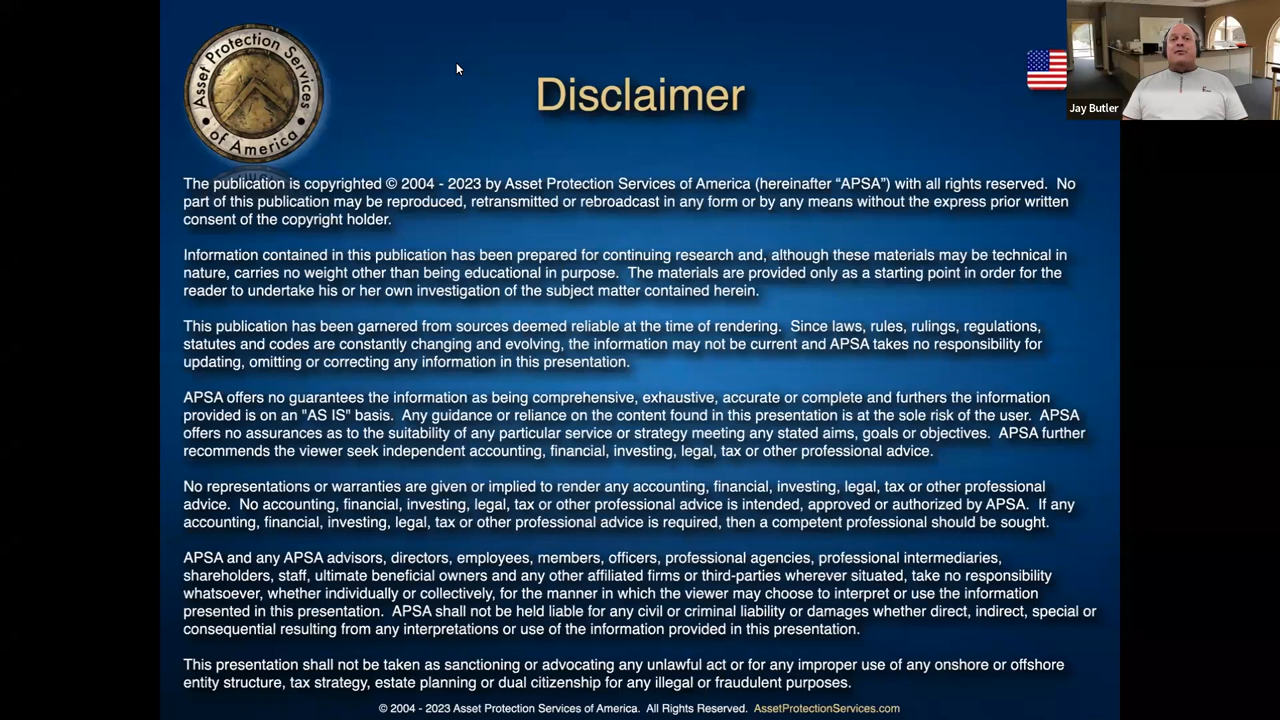 Asset Protection Services
of America
Disclaimer
Jay Butler
The publication is copyrighted © 2004 - 2023 by Asset Protection Services of America (hereinafter “APSA”) with all rights reserved.  No
part of this publication may be reproduced, retransmitted or rebroadcast in any form or by any means without the express prior written
consent of the copyright holder.
Information contained in this publication has been prepared for continuing research and, although these materials may be technical in
nature, carries no weight other than being educational in purpose.  The materials are provided only as a starting point in order for the
reader to undertake his or her own investigation of the subject matter contained herein.
This publication has been garnered from sources deemed reliable at the time of rendering.  Since laws, rules, rulings, regulations,
statutes and codes are constantly changing and evolving, the information may not be current and APSA takes no responsibility for
updating, omitting or correcting any information in this presentation.
APSA offers no guarantees the information as being comprehensive, exhaustive, accurate or complete and furthers the information
provided is on an "AS IS" basis.  Any guidance or reliance on the content found in this presentation is at the sole risk of the user.  APSA
offers no assurances as to the suitability of any particular service or strategy meeting any stated aims, goals or objectives.  APSA further
recommends the viewer seek independent accounting, financial, investing, legal, tax or other professional advice.
No representations or warranties are given or implied to render any accounting, financial, investing, legal, tax or other professional
advice.  No accounting, financial, investing, legal, tax or other professional advice is intended, approved or authorized by APSA.  If any
accounting, financial, investing, legal, tax or other professional advice is required, then a competent professional should be sought.
APSA and any APSA advisors, directors, employees, members, officers, professional agencies, professional intermediaries,
shareholders, staff, ultimate beneficial owners and any other affiliated firms or third-parties wherever situated, take no responsibility
whatsoever, whether individually or collectively, for the manner in which the viewer may choose to interpret or use the information
presented in this presentation.  APSA shall not be held liable for any civil or criminal liability or damages whether direct, indirect, special or
consequential resulting from any interpretations or use of the information provided in this presentation.
This presentation shall not be taken as sanctioning or advocating any unlawful act or for any improper use of any onshore or offshore
entity structure, tax strategy, estate planning or dual citizenship for any illegal or fraudulent purposes.
© 2004 - 2023 Asset Protection Services of America.  All Rights Reserved.  AssetProtectionServices.com